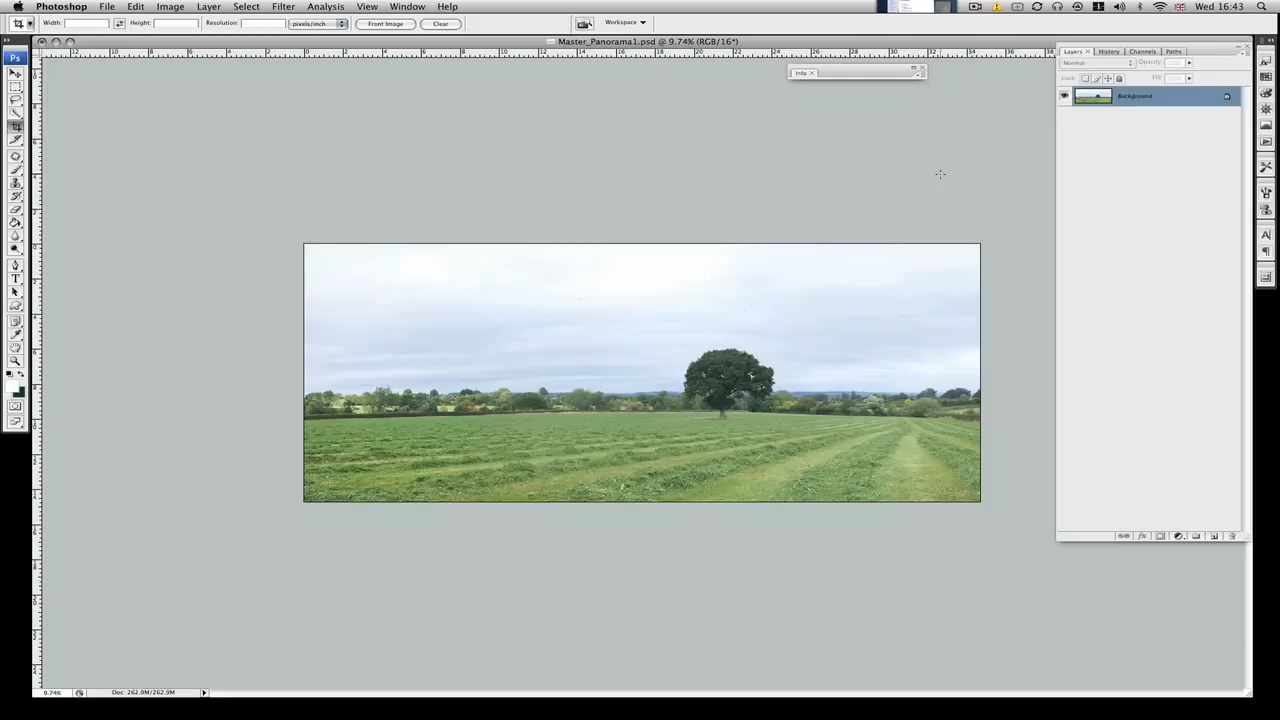 Photoshop File Edit Image Layer Select Filter Analysis View Window Help Wed 16:43
Width: Height: Resolution: pixels/inch Front Image Clear Workspace
Master_Panorama1.psd @ 9.74% (RGB/16*)
Ps
Info
Layers History Channels Paths
Normal Opacity:
Lock: Fill:
Background
9.74% Doc: 262.9M/262.9M